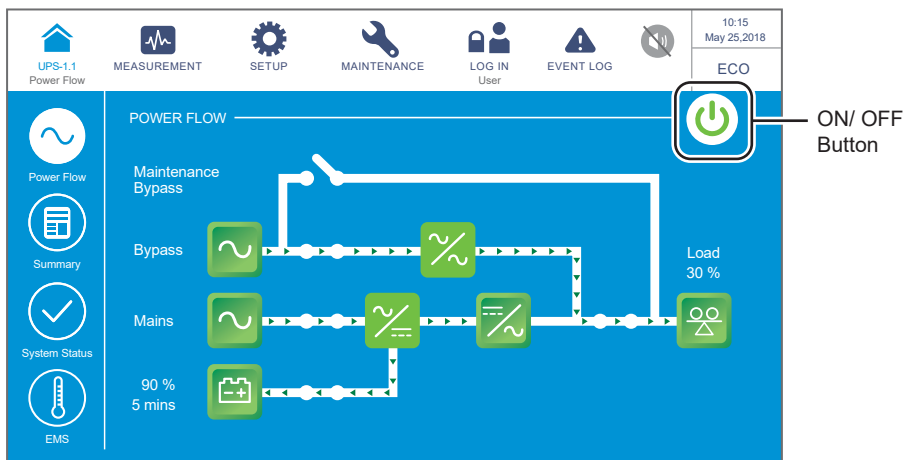 UPS-1.1
Power Flow
MEASUREMENT
SETUP
MAINTENANCE
LOG IN
User
EVENT LOG
10:15
May 25,2018
ECO
ON/ OFF
Button
Power Flow
Summary
System Status
EMS
POWER FLOW
Maintenance
Bypass
Bypass
Load
30 %
Mains
90 %
5 mins